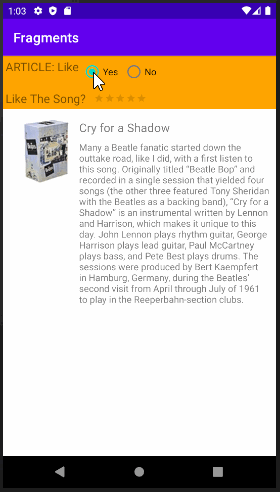 1:03
Fragments
ARTICLE: Like
Yes
No
Like The Song?
Cry for a Shadow
Many a Beatle fanatic started down the
outtake road, like I did, with a first listen to
this song. Originally titled "Beatle Bop" and
recorded in a single session that yielded four
songs (the other three featured Tony Sheridan
with the Beatles as a backing band), "Cry for a
Shadow" is an instrumental written by Lennon
and Harrison, which makes it unique to this
day. John Lennon plays rhythm guitar, George
Harrison plays lead guitar, Paul McCartney
plays bass, and Pete Best plays drums. The
sessions were produced by Bert Kaempfert
in Hamburg, Germany, during the Beatles'
second visit from April through July of 1961
to play in the Reeperbahn-section clubs.